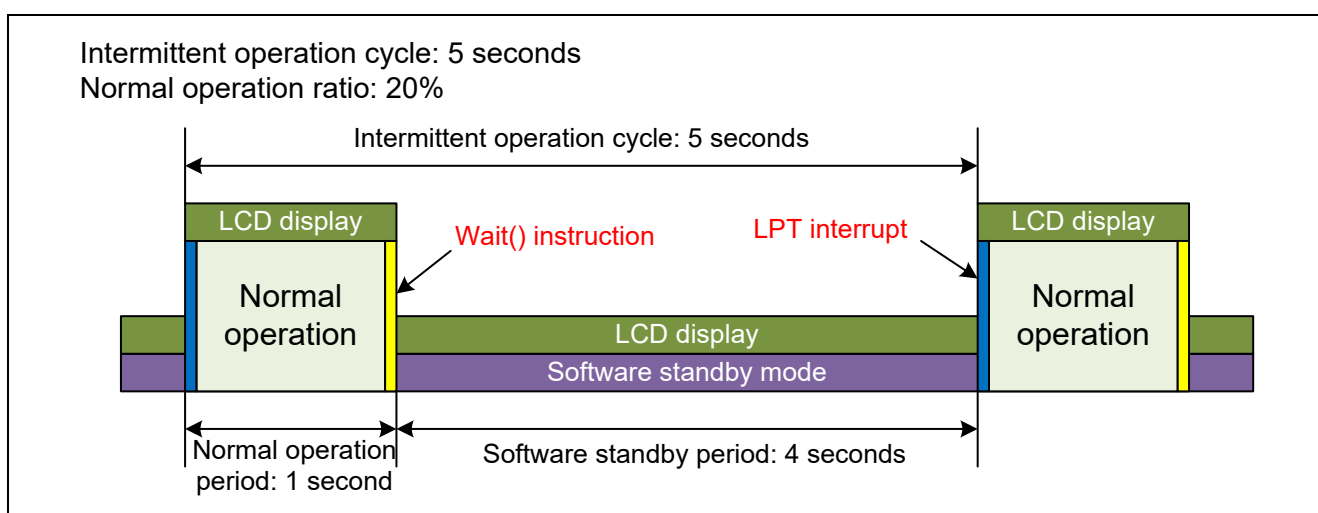 Intermittent operation cycle: 5 seconds
Normal operation ratio: 20%
Intermittent operation cycle: 5 seconds
LCD display
LCD display
Wait() instruction
LPT interrupt
Normal
operation
Normal
operation
LCD display
Software standby mode
Normal operation
period: 1 second
Software standby period: 4 seconds